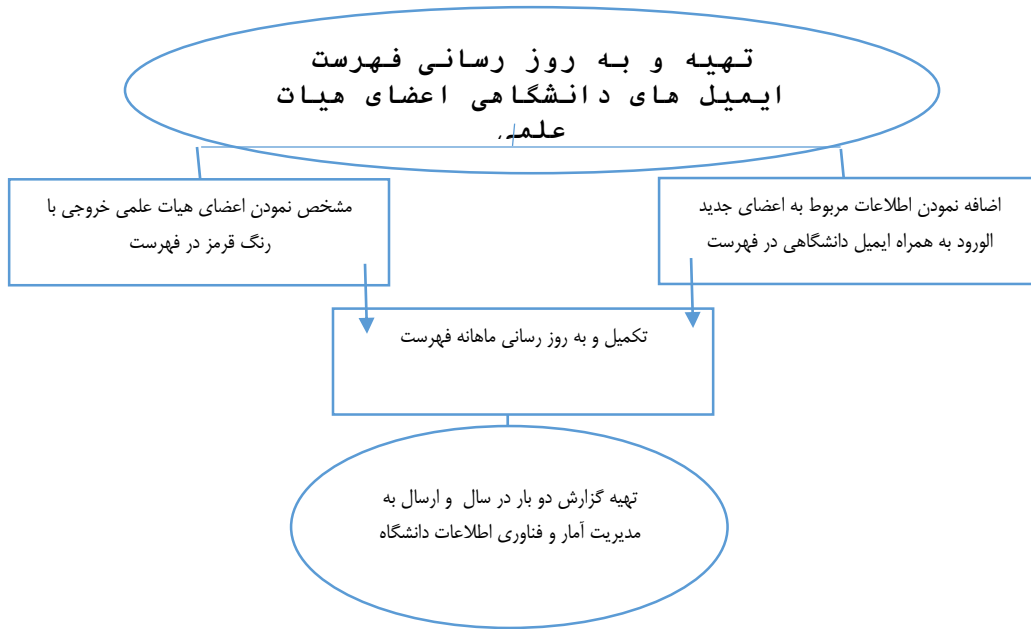 تهیه و به روز رسانی فهرست
ایمیل های دانشگاهی اعضای هیات
علمی
اضافه نمودن اطلاعات مربوط به اعضای جدید
الورود به همراه ایمیل دانشگاهی در فهرست
مشخص نمودن اعضای هیات علمی خروجی با
رنگ قرمز در فهرست
تکمیل و به روز رسانی ماهانه فهرست
تهیه گزارش دو بار در سال و ارسال به
مدیریت آمار و فناوری اطلاعات دانشگاه